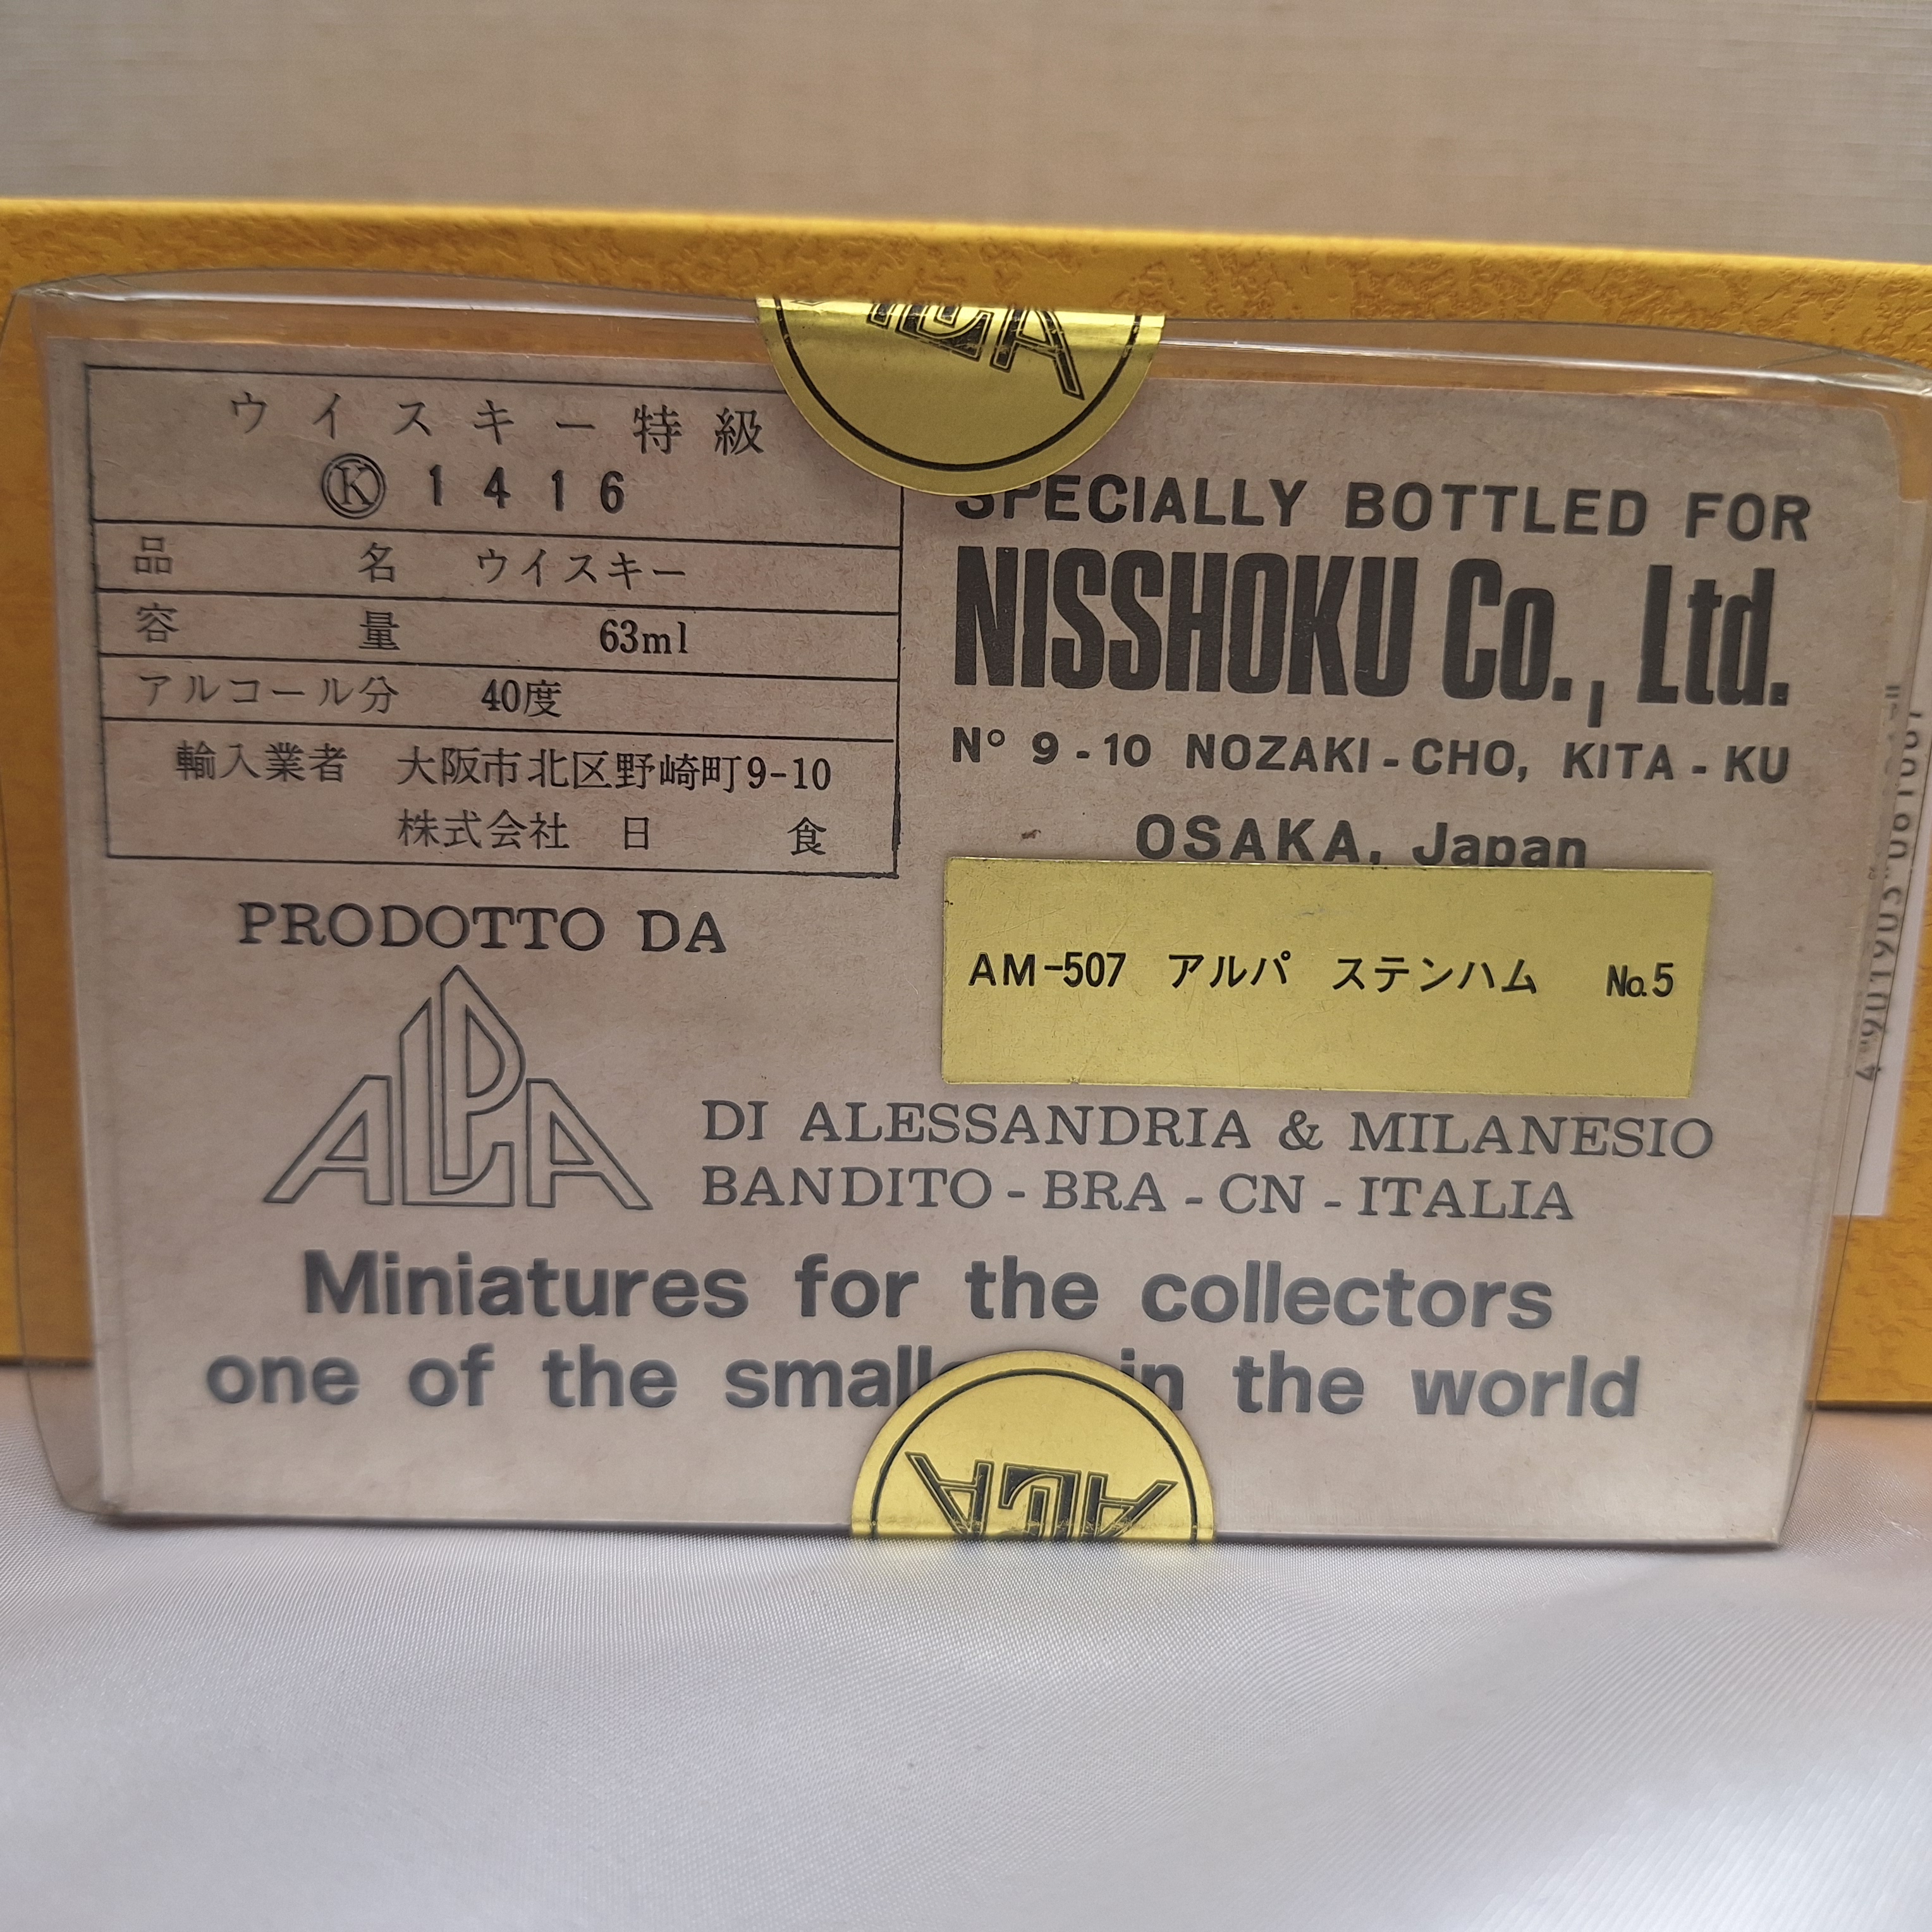 ウイスキー特級
Ⓚ 1416
品名 ウイスキー
容量 63ml
アルコール分 40度
輸入業者 大阪市北区野崎町9-10
株式会社 日食
SPECIALLY BOTTLED FOR
NISSHOKU Co., Ltd.
N° 9-10 NOZAKI-CHO, KITA-KU
OSAKA, Japan
AM-507 アルパ ステンハム No.5
PRODOTTO DA
ALPA
DI ALESSANDRIA & MILANESIO
BANDITO - BRA - CN - ITALIA
Miniatures for the collectors
one of the in the world
ALPA